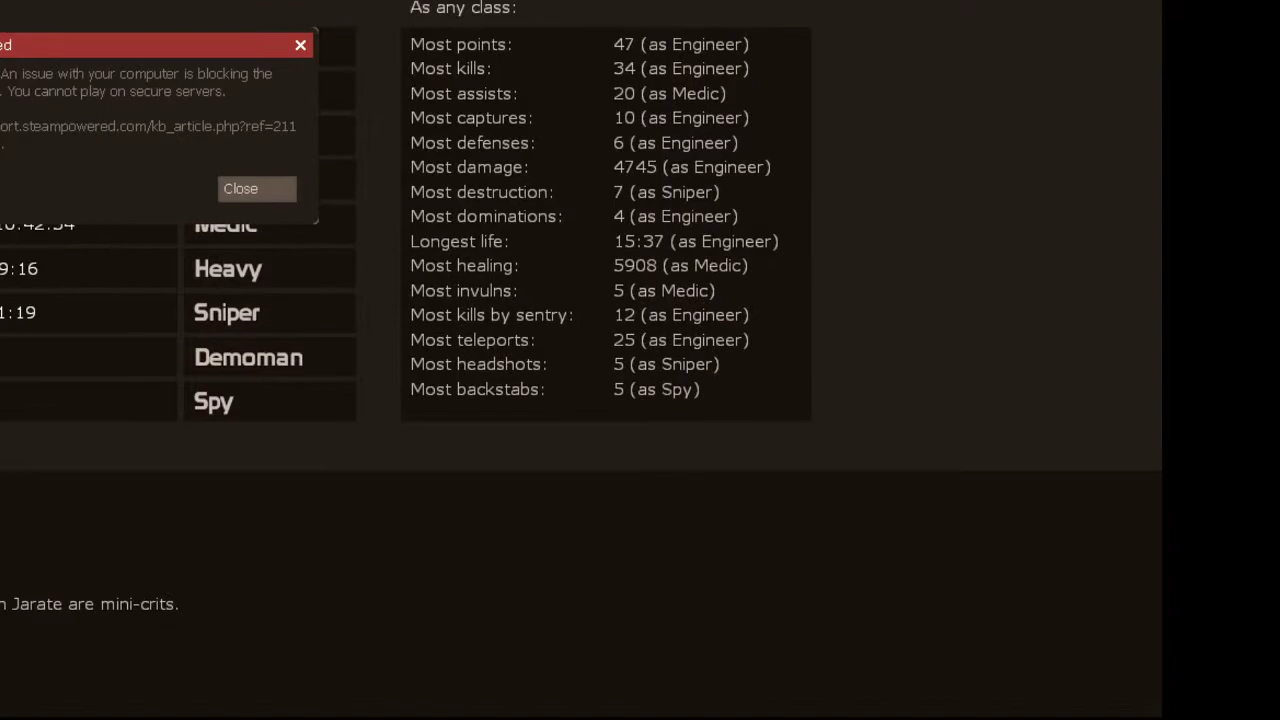 As any class:
ed
An issue with your computer is blocking the
. You cannot play on secure servers.
ort.steampowered.com/kb_article.php?ref=211
.
Close
Most points: 47 (as Engineer)
Most kills: 34 (as Engineer)
Most assists: 20 (as Medic)
Most captures: 10 (as Engineer)
Most defenses: 6 (as Engineer)
Most damage: 4745 (as Engineer)
Most destruction: 7 (as Sniper)
Most dominations: 4 (as Engineer)
Longest life: 15:37 (as Engineer)
Most healing: 5908 (as Medic)
Most invulns: 5 (as Medic)
Most kills by sentry: 12 (as Engineer)
Most teleports: 25 (as Engineer)
Most headshots: 5 (as Sniper)
Most backstabs: 5 (as Spy)
:42:54 Medic
9:16 Heavy
1:19 Sniper
Demoman
Spy
n Jarate are mini-crits.